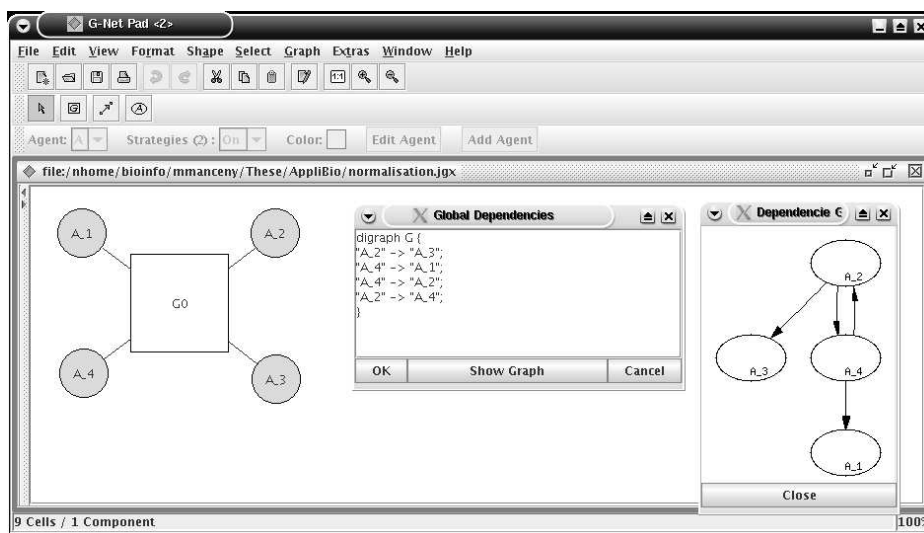 G-Net Pad <2>
File Edit View Format Shape Select Graph Extras Window Help
1:1
G
A
Agent: A Strategies (2) : On Color: Edit Agent Add Agent
file:/nhome/bioinfo/mmanceny/These/AppliBio/normalisation.jgx
A_1
A_2
G0
A_4
A_3
Global Dependencies
digraph G {
"A_2" -> "A_3";
"A_4" -> "A_1";
"A_4" -> "A_2";
"A_2" -> "A_4";
}
OK Show Graph Cancel
Dependencie G
A_2
A_3
A_4
A_1
Close
9 Cells / 1 Component
100%